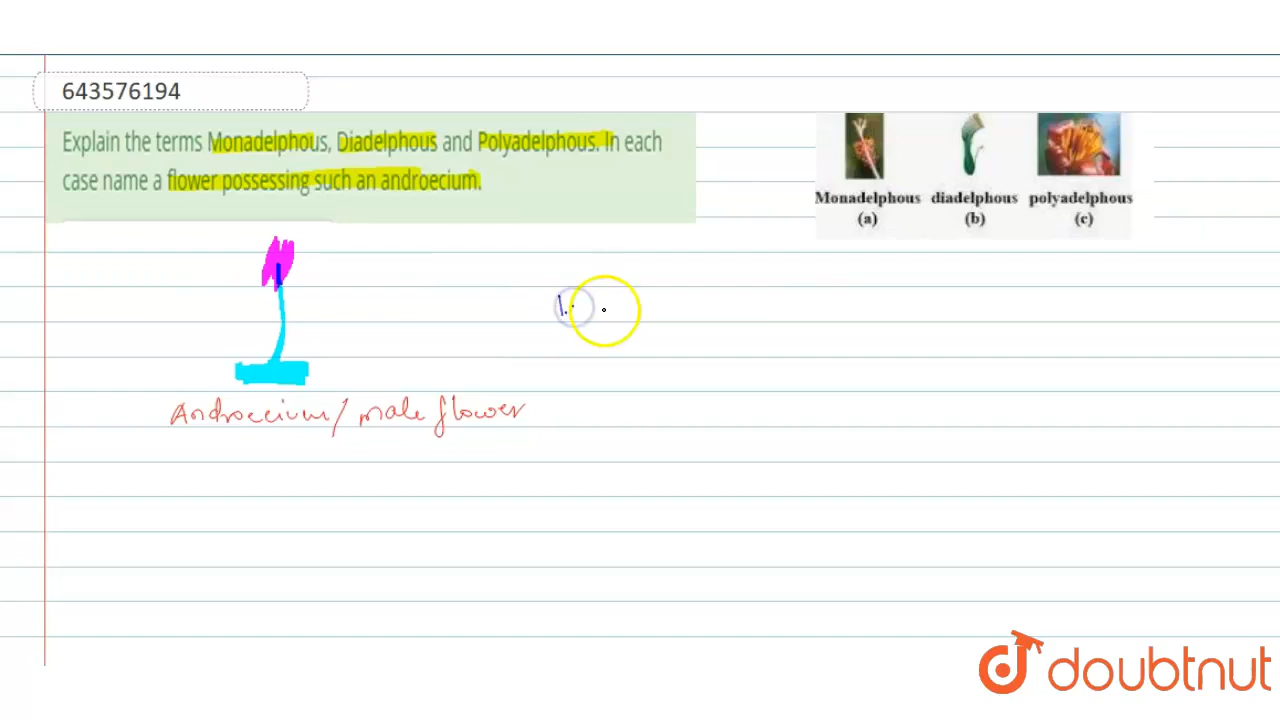 643576194
Explain the terms Monadelphous, Diadelphous and Polyadelphous. In each
case name a flower possessing such an androecium.
Monadelphous diadelphous polyadelphous
(a) (b) (c)
Androecium/ male flower
doubtnut